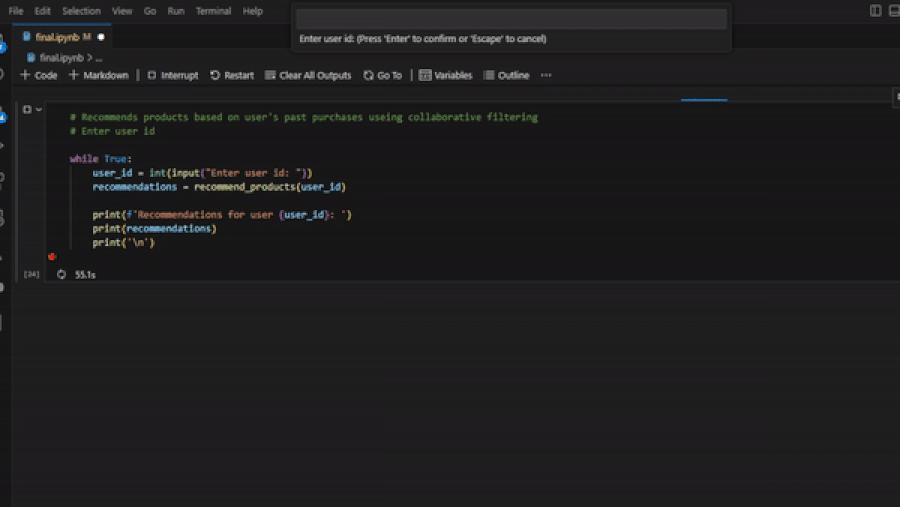 File Edit Selection View Go Run Terminal Help
Enter user id: (Press 'Enter' to confirm or 'Escape' to cancel)
final.ipynb M
final.ipynb > ...
+ Code + Markdown | Interrupt Restart Clear All Outputs Go To | Variables Outline ...
# Recommends products based on user's past purchases useing collaborative filtering
# Enter user id
while True:
user_id = int(input("Enter user id: "))
recommendations = recommend_products(user_id)
print(f'Recommendations for user {user_id}: ')
print(recommendations)
print('\n')
[34] 55.1s